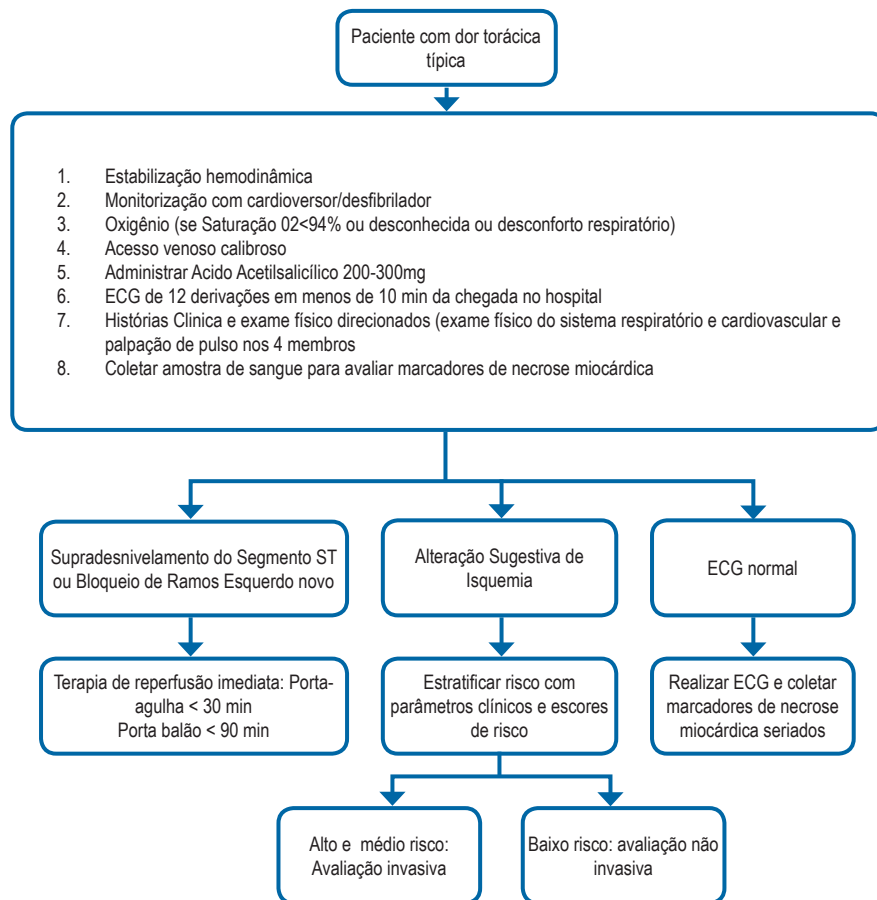 Paciente com dor torácica
típica
1. Estabilização hemodinâmica
2. Monitorização com cardioversor/desfibrilador
3. Oxigênio (se Saturação 02<94% ou desconhecida ou desconforto respiratório)
4. Acesso venoso calibroso
5. Administrar Acido Acetilsalicílico 200-300mg
6. ECG de 12 derivações em menos de 10 min da chegada no hospital
7. Histórias Clinica e exame físico direcionados (exame físico do sistema respiratório e cardiovascular e
palpação de pulso nos 4 membros
8. Coletar amostra de sangue para avaliar marcadores de necrose miocárdica
Supradesnivelamento do Segmento ST
ou Bloqueio de Ramos Esquerdo novo
Alteração Sugestiva de
Isquemia
ECG normal
Terapia de reperfusão imediata: Porta-
agulha < 30 min
Porta balão < 90 min
Estratificar risco com
parâmetros clínicos e escores
de risco
Realizar ECG e coletar
marcadores de necrose
miocárdica seriados
Alto e médio risco:
Avaliação invasiva
Baixo risco: avaliação não
invasiva